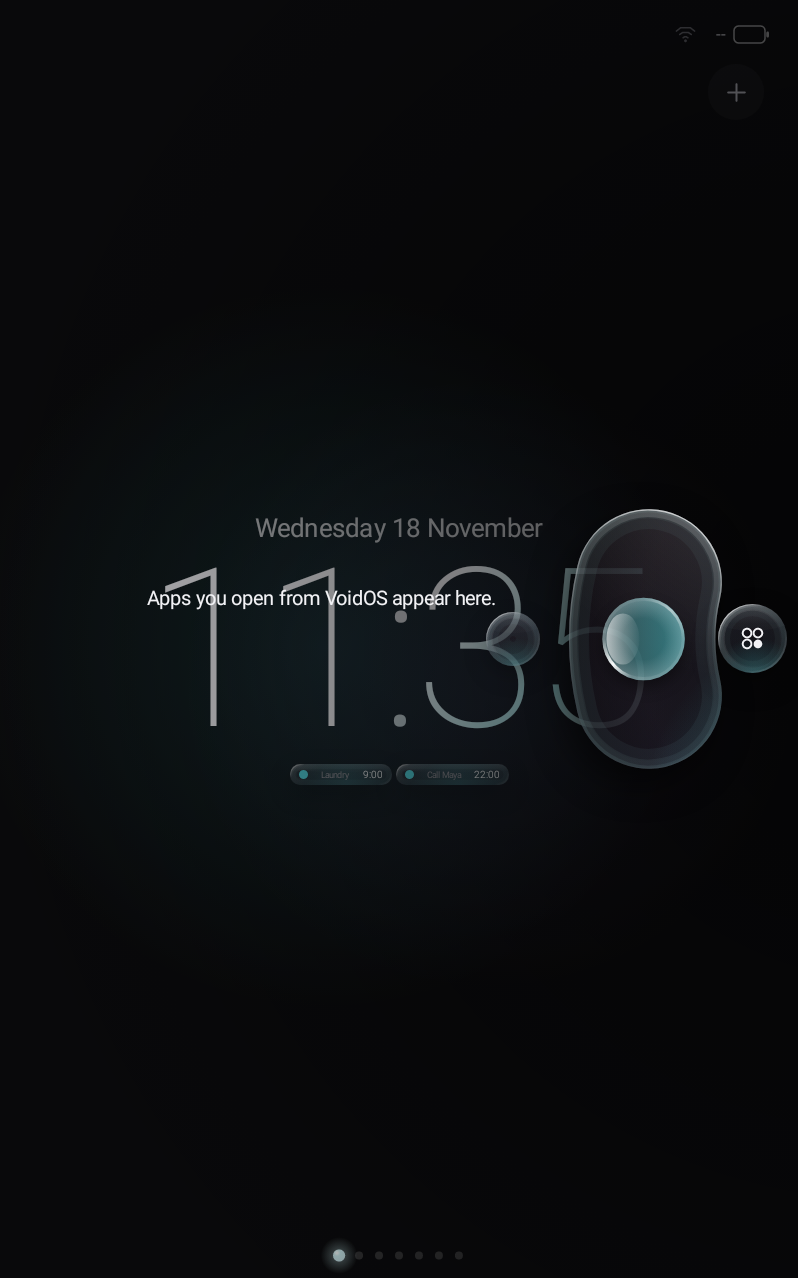 --
Wednesday 18 November
11:35
Apps you open from VoidOS appear here.
Laundry 9:00
Call Maya 22:00